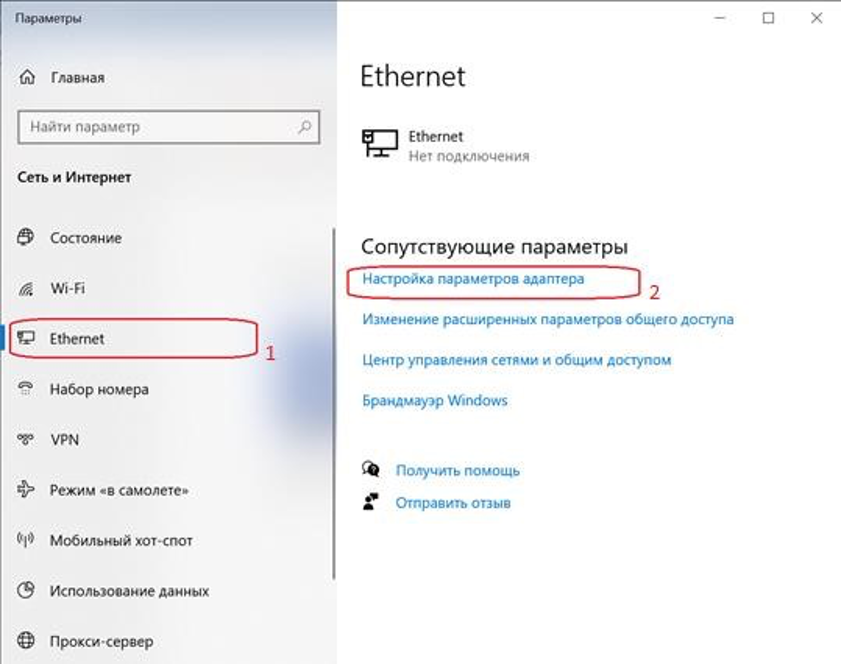 Параметры
Главная
Найти параметр
Сеть и Интернет
Состояние
Wi-Fi
Ethernet
1
Набор номера
VPN
Режим «в самолете»
Мобильный хот-спот
Использование данных
Прокси-сервер
Ethernet
Ethernet
Нет подключения
Сопутствующие параметры
Настройка параметров адаптера
2
Изменение расширенных параметров общего доступа
Центр управления сетями и общим доступом
Брандмауэр Windows
Получить помощь
Отправить отзыв